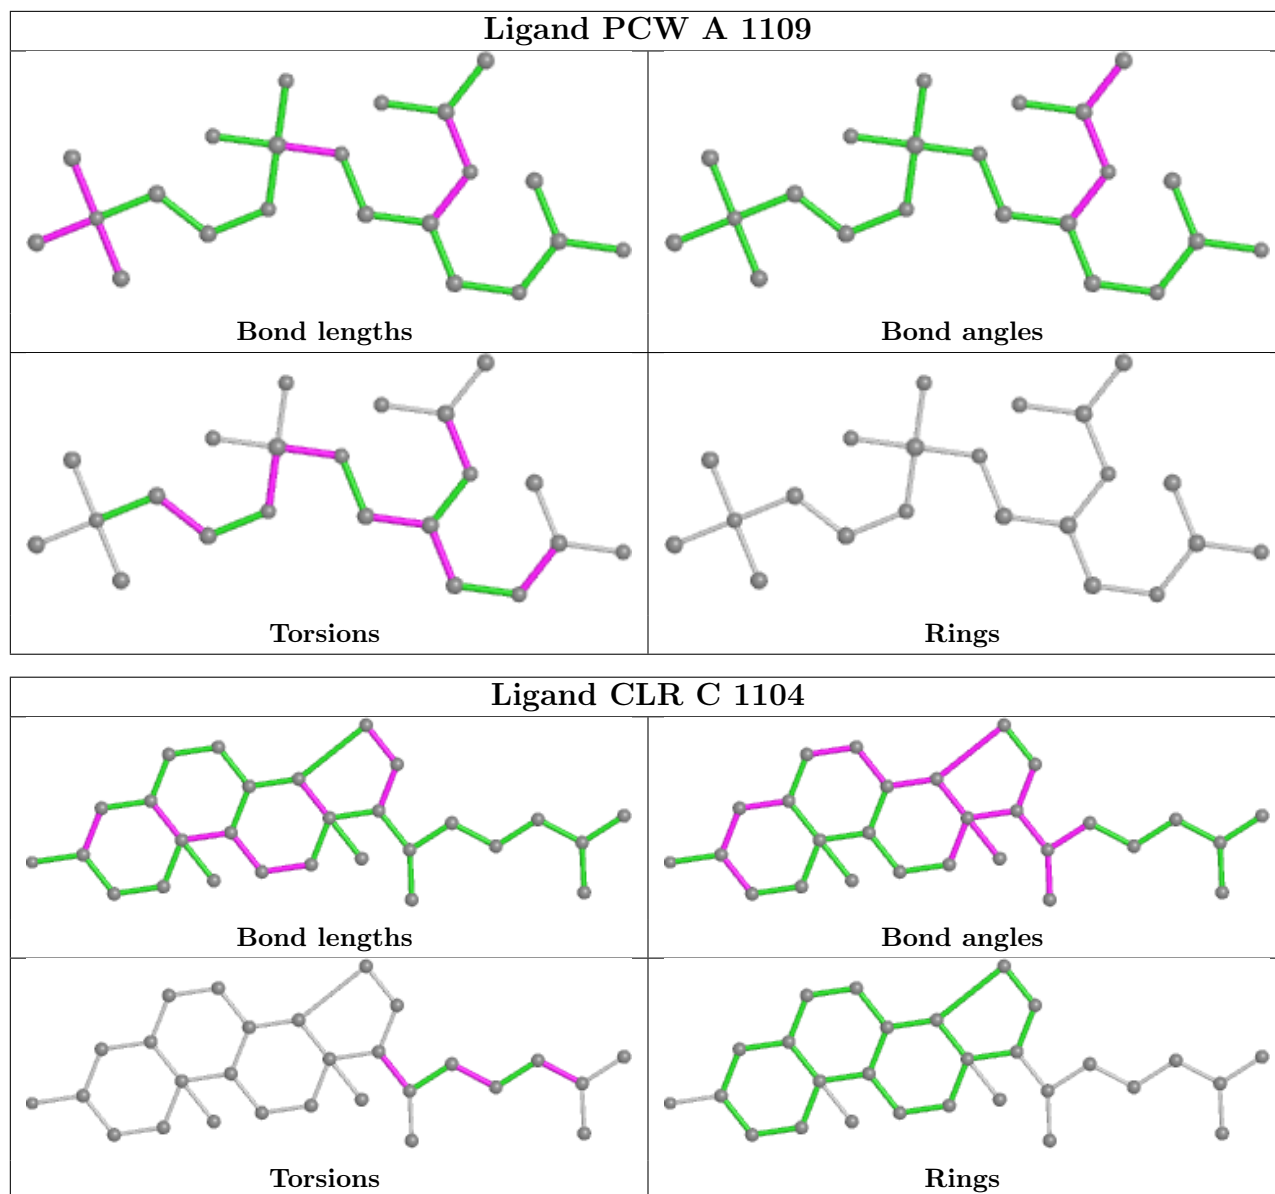 Ligand PCW A 1109
Bond lengths
Bond angles
Torsions
Rings
Ligand CLR C 1104
Bond lengths
Bond angles
Torsions
Rings